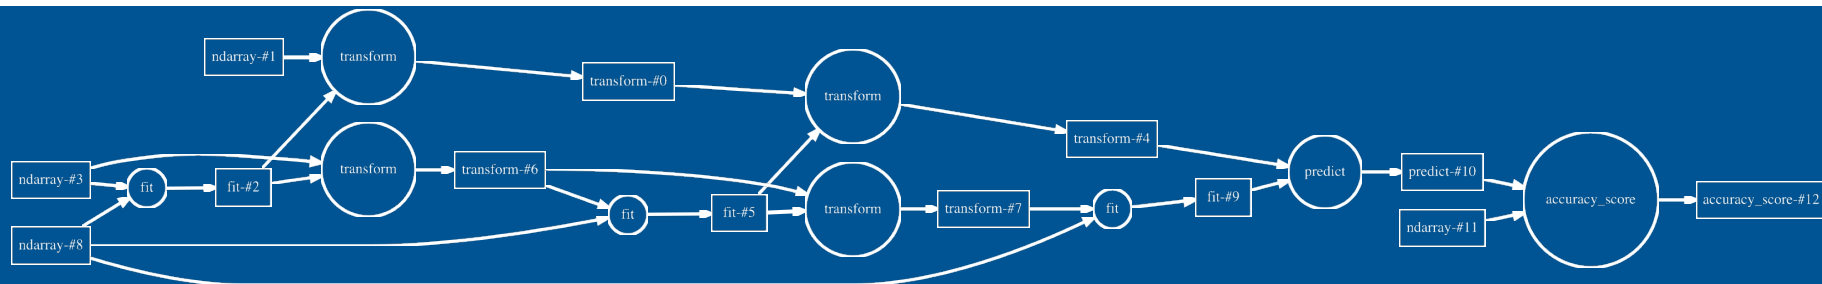 ndarray-#1
transform
transform-#0
transform
transform-#4
ndarray-#3
fit
fit-#2
transform
transform-#6
fit
fit-#5
transform
transform-#7
fit
fit-#9
predict
predict-#10
accuracy_score
accuracy_score-#12
ndarray-#8
ndarray-#11